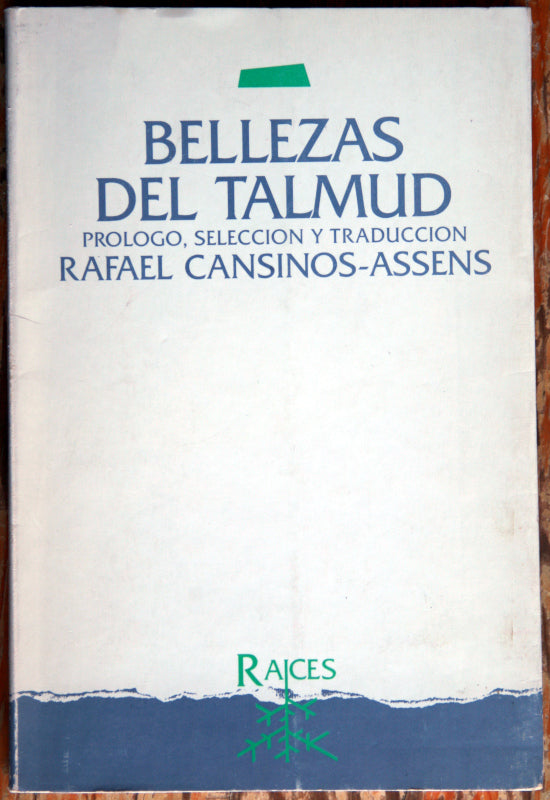 BELLEZAS
DEL TALMUD
PROLOGO, SELECCION Y TRADUCCION
RAFAEL CANSINOS-ASSENS
RAICES